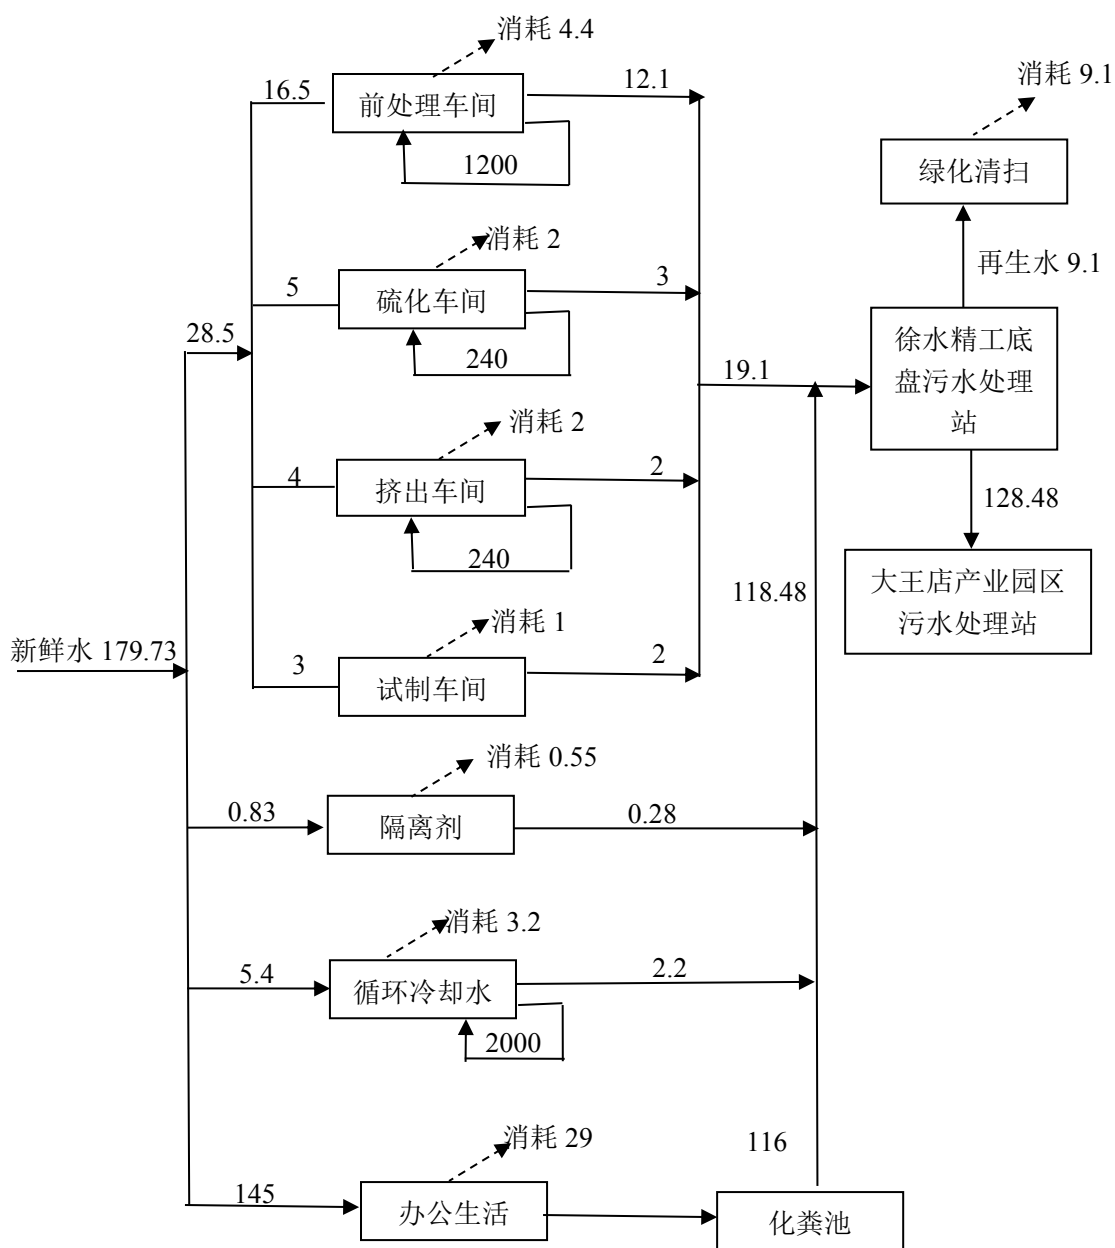 消耗 4.4
16.5
前处理车间
12.1
1200
消耗 9.1
绿化清扫
再生水 9.1
消耗 2
5
硫化车间
3
240
28.5
徐水精工底
盘污水处理
站
19.1
消耗 2
4
挤出车间
2
240
128.48
大王店产业园区
污水处理站
118.48
新鲜水 179.73
消耗 1
3
试制车间
2
消耗 0.55
0.83
隔离剂
0.28
消耗 3.2
5.4
循环冷却水
2.2
2000
消耗 29
145
办公生活
116
化粪池